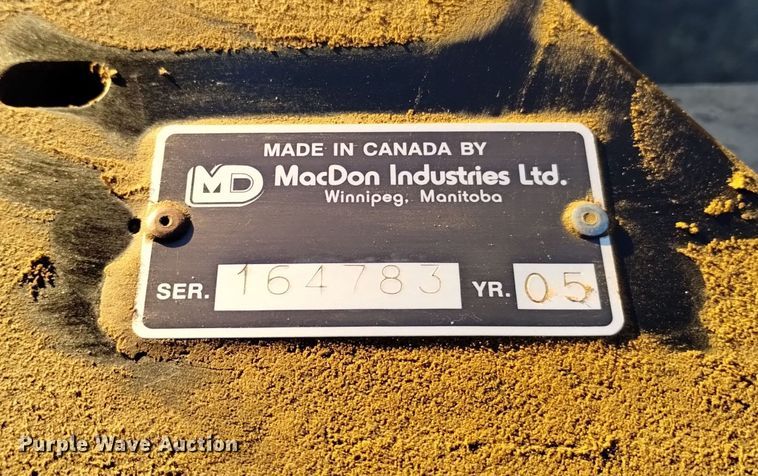 MADE IN CANADA BY
MD MacDon Industries Ltd.
Winnipeg, Manitoba
SER. 164783 YR. 05
Purple Wave Auction